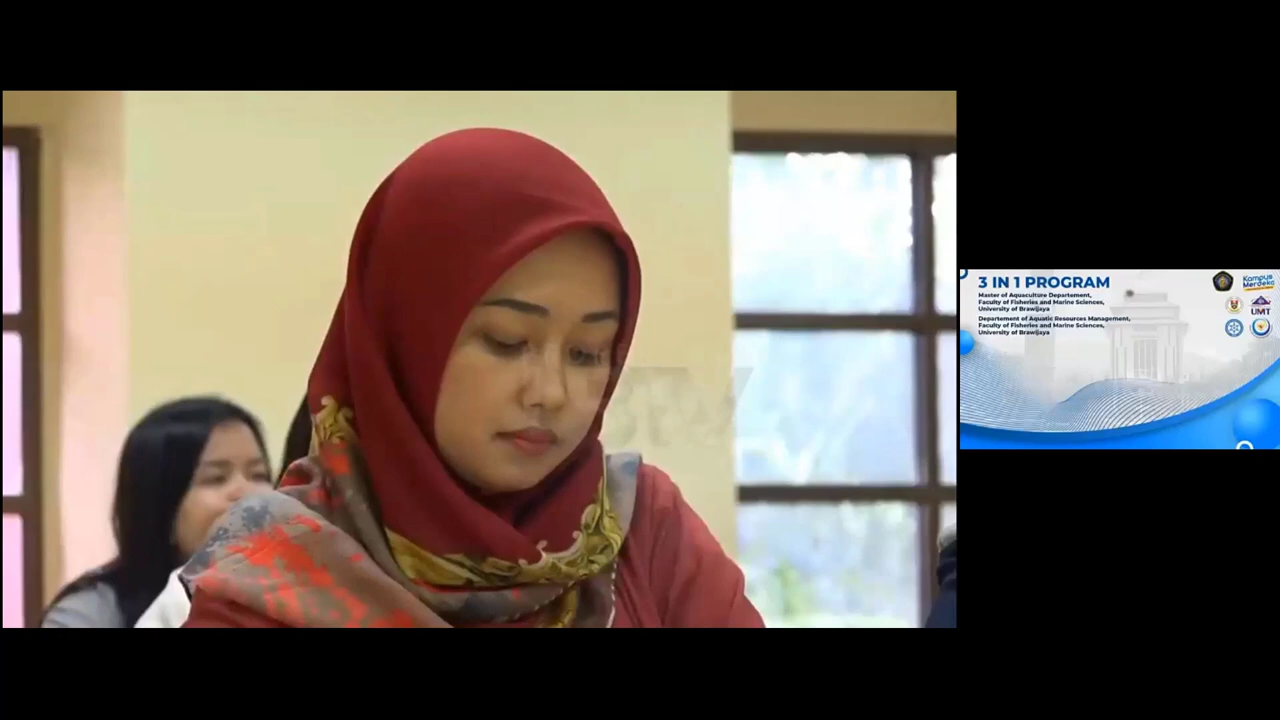 3 IN 1 PROGRAM
Master of Aquaculture Departement,
Faculty of Fisheries and Marine Sciences,
University of Brawijaya
Departement of Aquatic Resources Management,
Faculty of Fisheries and Marine Sciences,
University of Brawijaya
Kampus
Merdeka
UMT